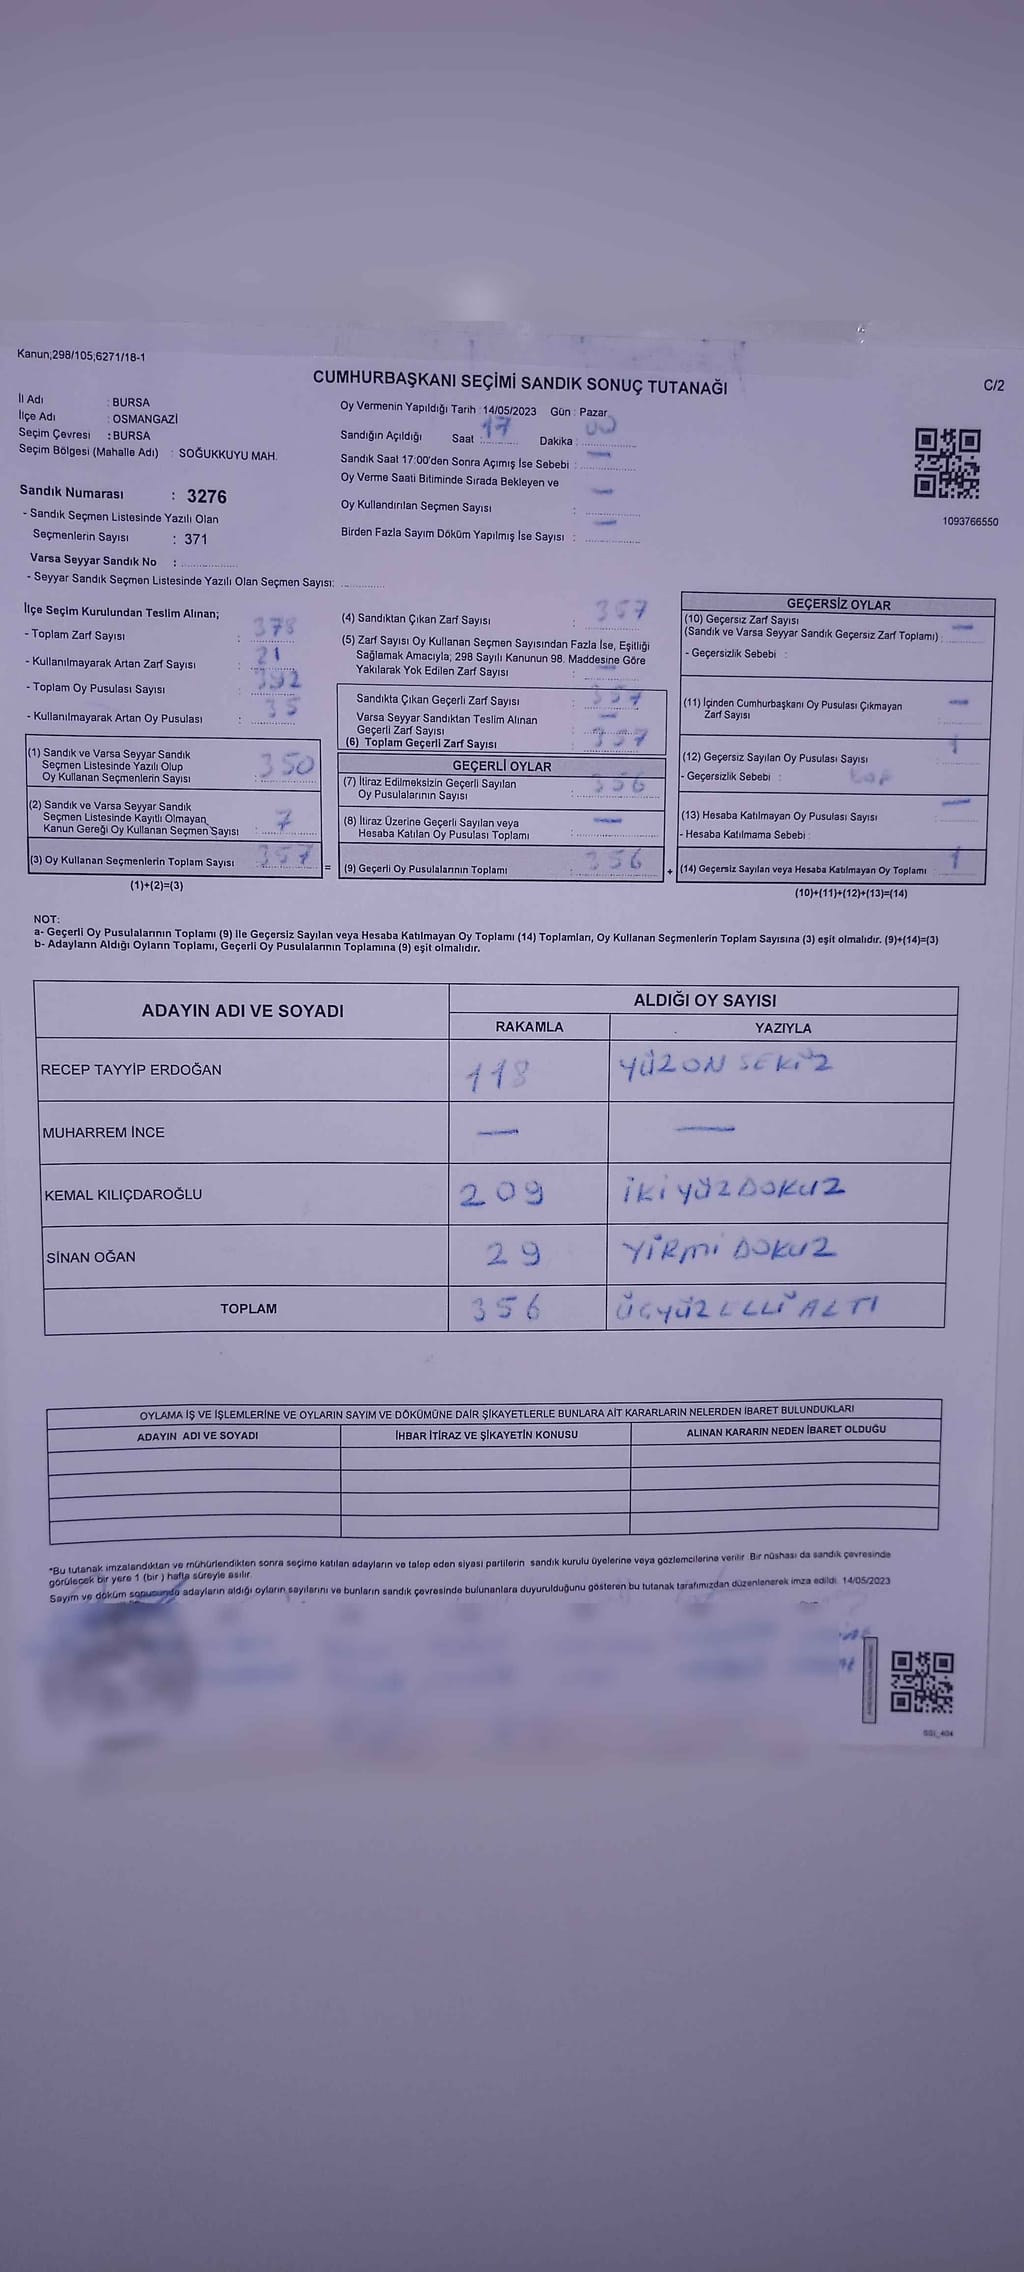 Kanun;298/105;6271/18-1
CUMHURBAŞKANI SEÇİMİ SANDIK SONUÇ TUTANAĞI
C/2
İl Adı : BURSA
İlçe Adı : OSMANGAZİ
Seçim Çevresi : BURSA
Seçim Bölgesi (Mahalle Adı) : SOĞUKKUYU MAH.
Sandık Numarası : 3276
- Sandık Seçmen Listesinde Yazılı Olan
Seçmenlerin Sayısı : 371
Varsa Seyyar Sandık No :
- Seyyar Sandık Seçmen Listesinde Yazılı Olan Seçmen Sayısı:
Oy Vermenin Yapıldığı Tarih : 14/05/2023 Gün : Pazar
Sandığın Açıldığı Saat : 17 Dakika : 00
Sandık Saat 17:00'den Sonra Açımış İse Sebebi : —
Oy Verme Saati Bitiminde Sırada Bekleyen ve
Oy Kullandırılan Seçmen Sayısı : —
Birden Fazla Sayım Döküm Yapılmış İse Sayısı : —
1093766550
İlçe Seçim Kurulundan Teslim Alınan;
- Toplam Zarf Sayısı : 378
- Kullanılmayarak Artan Zarf Sayısı : 21
- Toplam Oy Pusulası Sayısı : 392
- Kullanılmayarak Artan Oy Pusulası : 35
(1) Sandık ve Varsa Seyyar Sandık
Seçmen Listesinde Yazılı Olup
Oy Kullanan Seçmenlerin Sayısı : 350
(2) Sandık ve Varsa Seyyar Sandık
Seçmen Listesinde Kayıtlı Olmayan
Kanun Gereği Oy Kullanan Seçmen Sayısı : 7
(3) Oy Kullanan Seçmenlerin Toplam Sayısı : 357
(1)+(2)=(3)
(4) Sandıktan Çıkan Zarf Sayısı : 357
(5) Zarf Sayısı Oy Kullanan Seçmen Sayısından Fazla İse, Eşitliği
Sağlamak Amacıyla; 298 Sayılı Kanunun 98. Maddesine Göre
Yakılarak Yok Edilen Zarf Sayısı : —
Sandıkta Çıkan Geçerli Zarf Sayısı : 357
Varsa Seyyar Sandıktan Teslim Alınan
Geçerli Zarf Sayısı : —
(6) Toplam Geçerli Zarf Sayısı : 357
GEÇERLİ OYLAR
(7) İtiraz Edilmeksizin Geçerli Sayılan
Oy Pusulalarının Sayısı : 356
(8) İtiraz Üzerine Geçerli Sayılan veya
Hesaba Katılan Oy Pusulası Toplamı : —
= (9) Geçerli Oy Pusulalarının Toplamı : 356
GEÇERSİZ OYLAR
(10) Geçersiz Zarf Sayısı
(Sandık ve Varsa Seyyar Sandık Geçersiz Zarf Toplamı) : —
- Geçersizlik Sebebi :
(11) İçinden Cumhurbaşkanı Oy Pusulası Çıkmayan
Zarf Sayısı : —
(12) Geçersiz Sayılan Oy Pusulası Sayısı : 1
- Geçersizlik Sebebi :
(13) Hesaba Katılmayan Oy Pusulası Sayısı : —
- Hesaba Katılmama Sebebi :
+ (14) Geçersiz Sayılan veya Hesaba Katılmayan Oy Toplamı : 1
(10)+(11)+(12)+(13)=(14)
NOT:
a- Geçerli Oy Pusulalarının Toplamı (9) İle Geçersiz Sayılan veya Hesaba Katılmayan Oy Toplamı (14) Toplamları, Oy Kullanan Seçmenlerin Toplam Sayısına (3) eşit olmalıdır. (9)+(14)=(3)
b- Adayların Aldığı Oyların Toplamı, Geçerli Oy Pusulalarının Toplamına (9) eşit olmalıdır.
ADAYIN ADI VE SOYADI ALDIĞI OY SAYISI
RAKAMLA YAZIYLA
RECEP TAYYİP ERDOĞAN 118 YÜZON SEKİZ
MUHARREM İNCE — —
KEMAL KILIÇDAROĞLU 209 İKİYÜZDOKUZ
SİNAN OĞAN 29 YİRMİ DOKUZ
TOPLAM 356 ÜÇYÜZELLİ ALTI
OYLAMA İŞ VE İŞLEMLERİNE VE OYLARIN SAYIM VE DÖKÜMÜNE DAİR ŞİKAYETLERLE BUNLARA AİT KARARLARIN NELERDEN İBARET BULUNDUKLARI
ADAYIN ADI VE SOYADI İHBAR İTİRAZ VE ŞİKAYETİN KONUSU ALINAN KARARIN NEDEN İBARET OLDUĞU
*Bu tutanak imzalandıktan ve mühürlendikten sonra seçime katılan adayların ve talep eden siyasi partilerin sandık kurulu üyelerine veya gözlemcilerine verilir. Bir nüshası da sandık çevresinde
görülecek bir yere 1 (bir ) hafta süreyle asılır.
Sayım ve döküm sonucunda adayların aldığı oyların sayılarını ve bunların sandık çevresinde bulunanlara duyurulduğunu gösteren bu tutanak tarafımızdan düzenlenerek imza edildi. 14/05/2023